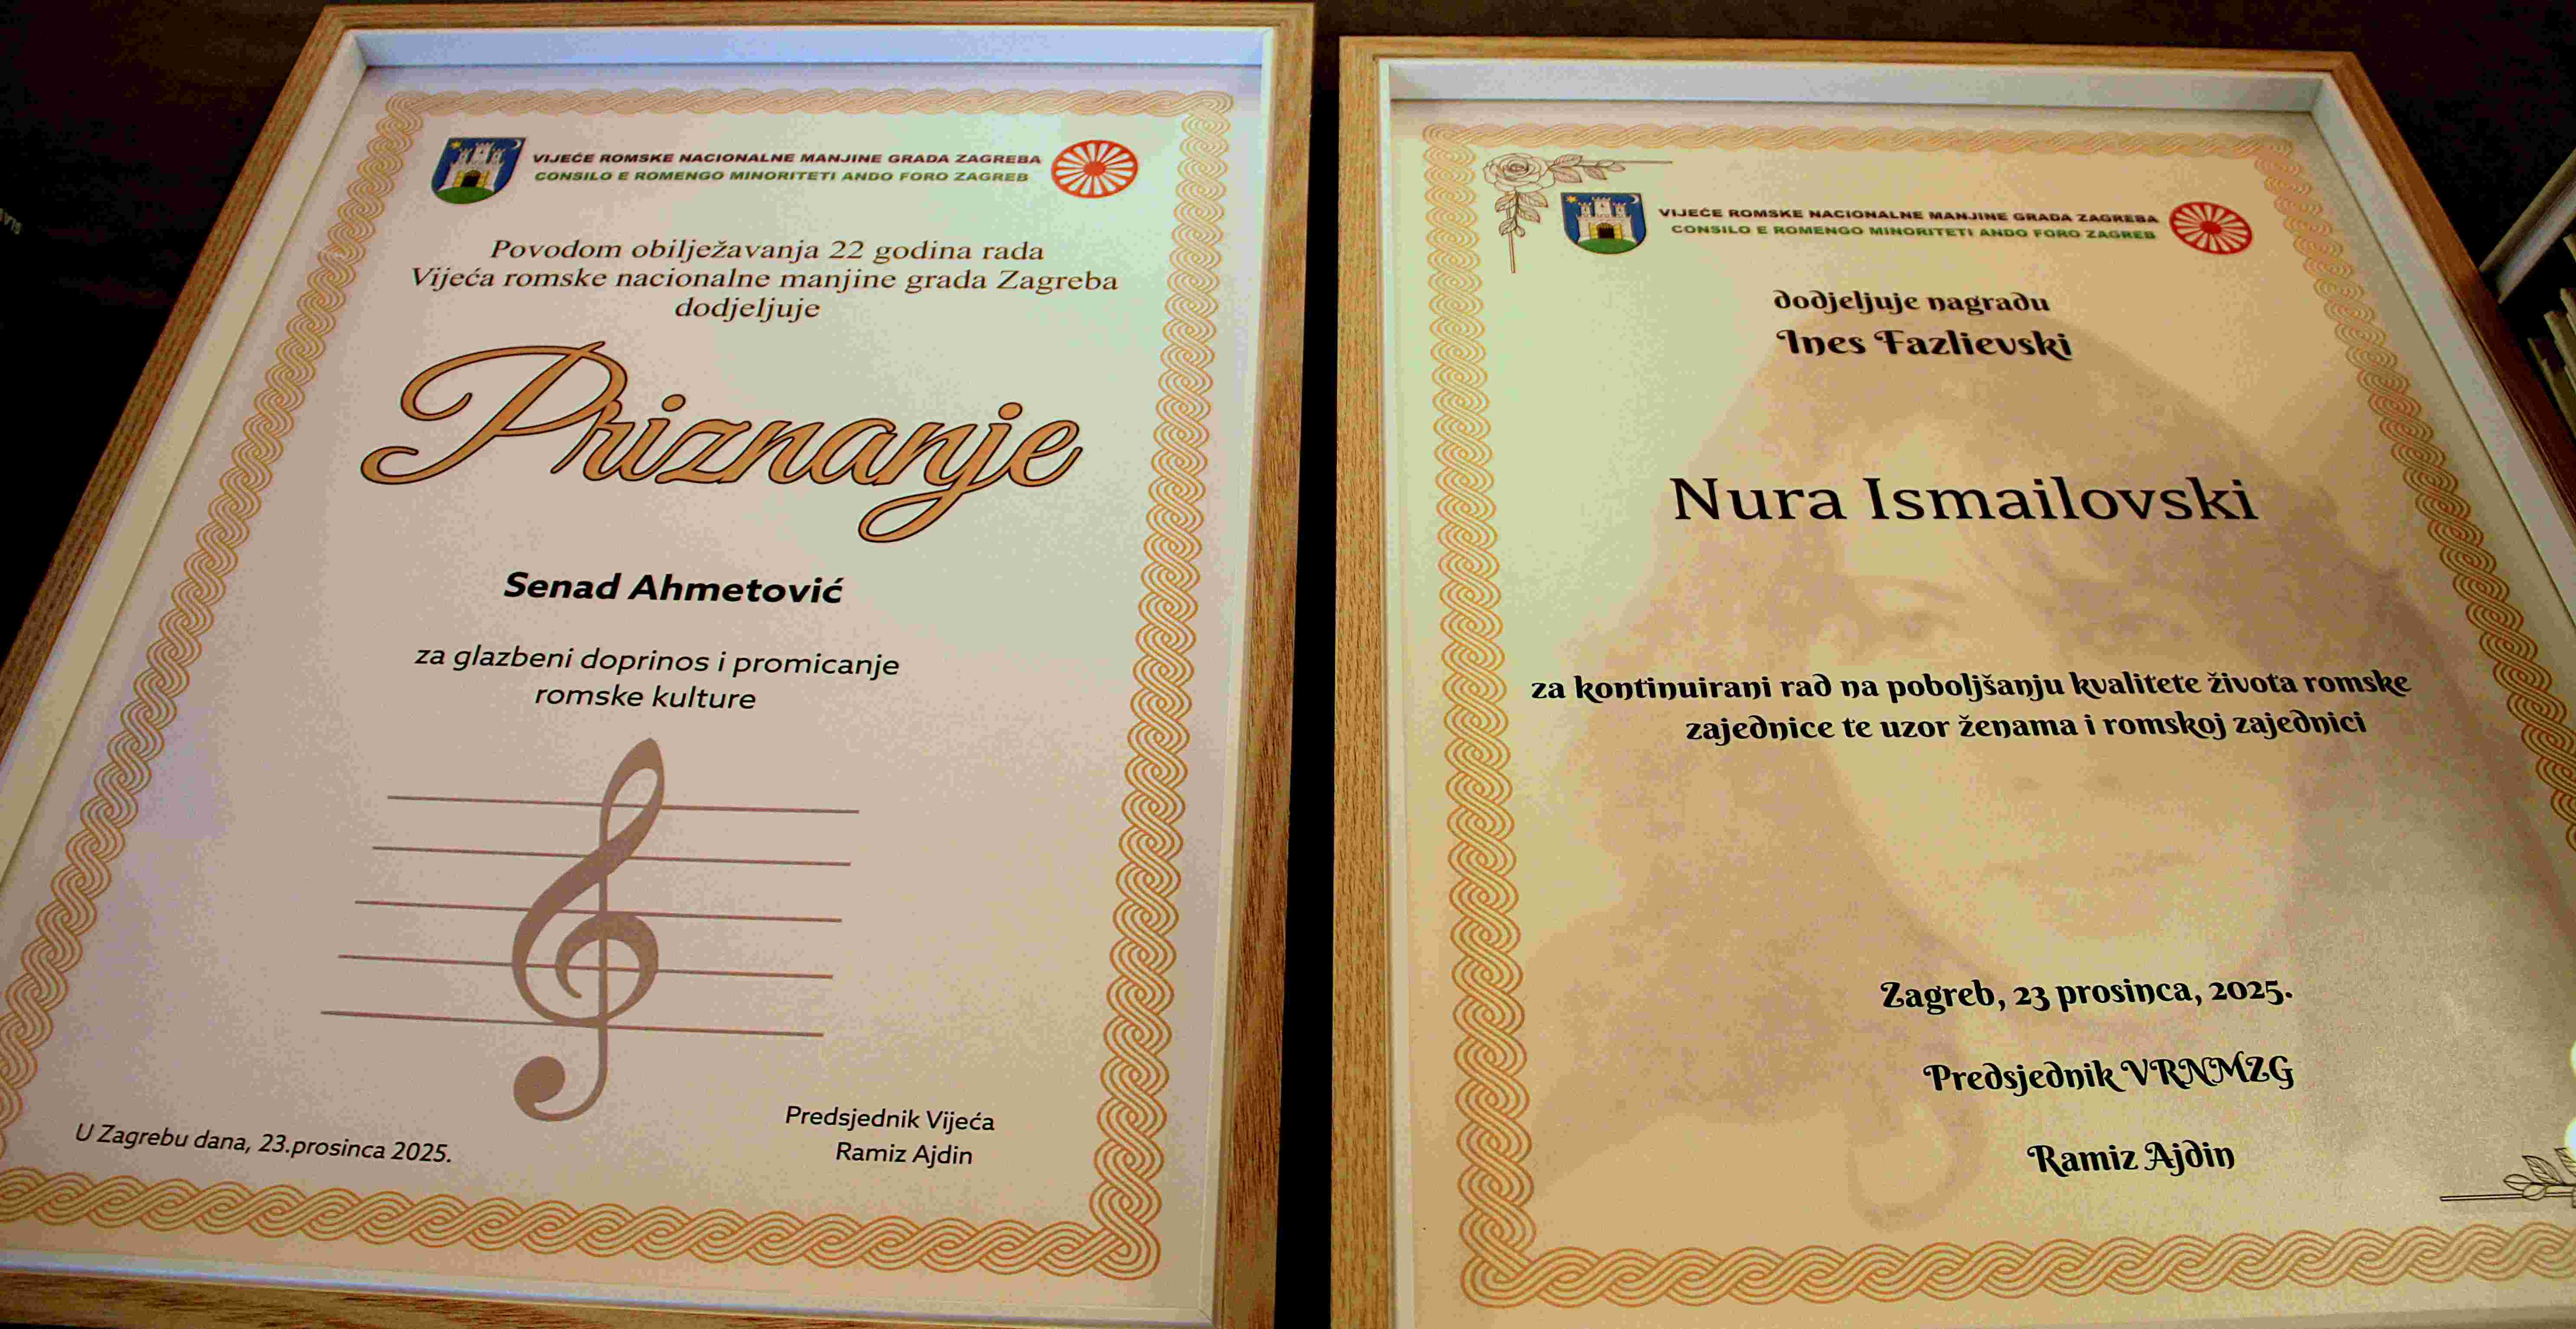 VIJEĆE ROMSKE NACIONALNE MANJINE GRADA ZAGREBA
CONSILO E ROMENGO MINORITETI ANDO FORO ZAGREB
Povodom obilježavanja 22 godina rada
Vijeća romske nacionalne manjine grada Zagreba
dodjeljuje
Priznanje
Senad Ahmetović
za glazbeni doprinos i promicanje
romske kulture
U Zagrebu dana, 23.prosinca 2025.
Predsjednik Vijeća
Ramiz Ajdin
VIJEĆE ROMSKE NACIONALNE MANJINE GRADA ZAGREBA
CONSILO E ROMENGO MINORITETI ANDO FORO ZAGREB
dodjeljuje nagradu
Ines Fazlievski
Nura Ismailovski
za kontinuirani rad na poboljšanju kvalitete života romske
zajednice te uzor ženama i romskoj zajednici
Zagreb, 23 prosinca, 2025.
Predsjednik VRNMZG
Ramiz Ajdin